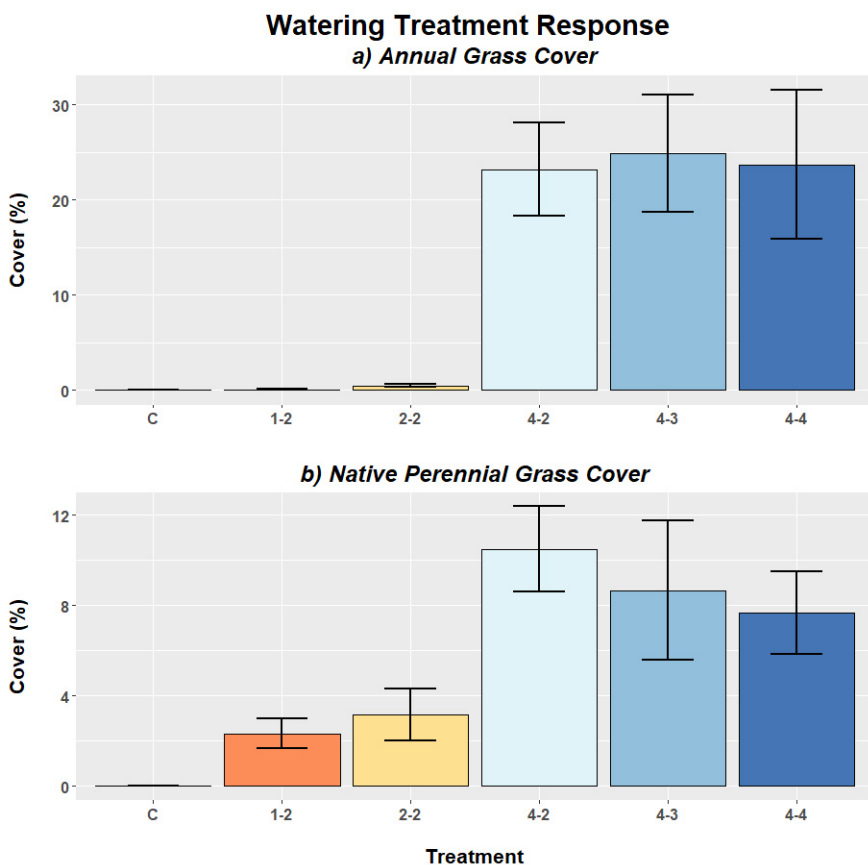 Watering Treatment Response
a) Annual Grass Cover
30
20
10
0
Cover (%)
C 1-2 2-2 4-2 4-3 4-4
b) Native Perennial Grass Cover
12
8
4
0
Cover (%)
C 1-2 2-2 4-2 4-3 4-4
Treatment